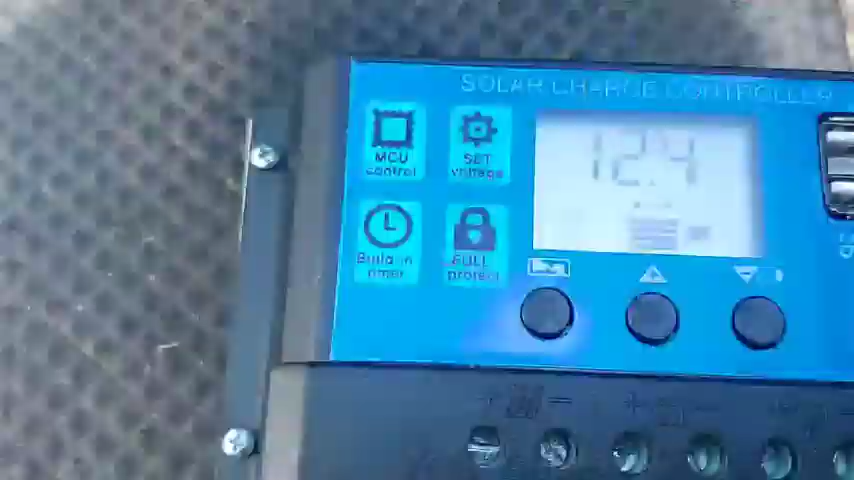 SOLAR CHARGE CONTROLLER
MCU
control
SET
voltage
12.4
Build-in
timer
FULL
protect